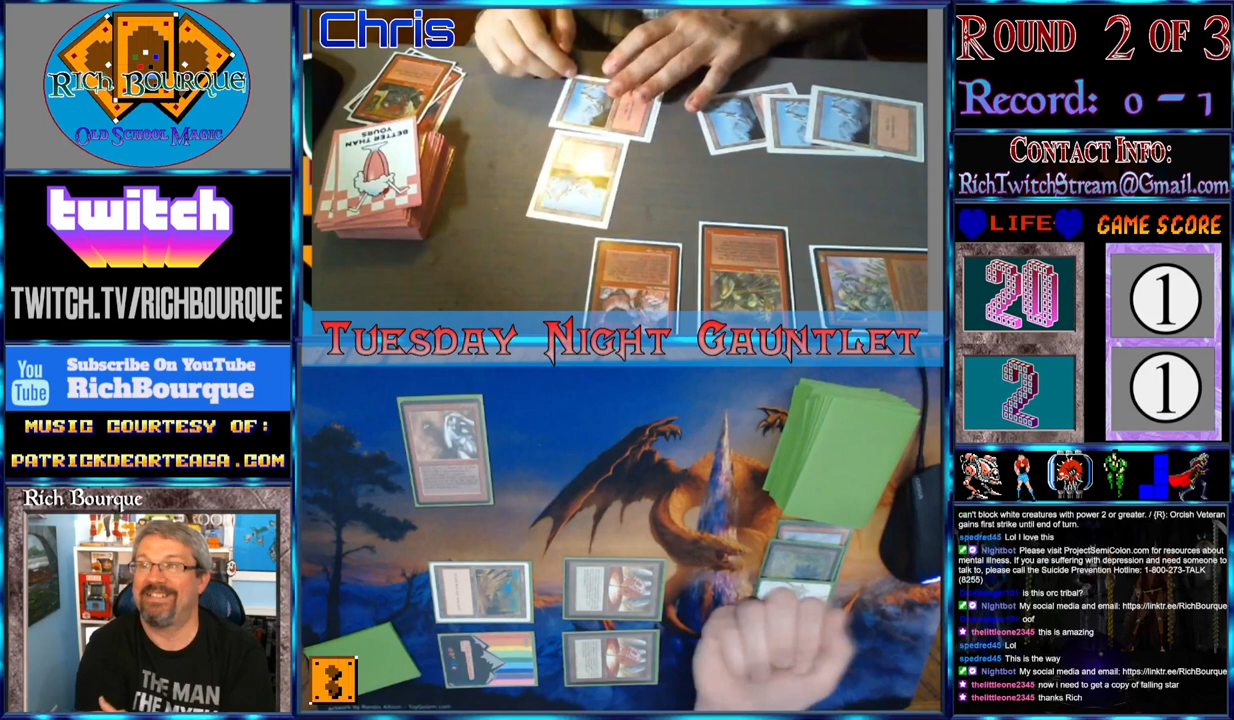 Rich Bourque
Old School Magic
twitch
TWITCH.TV/RICHBOURQUE
You
Tube
Subscribe On YouTube
RichBourque
MUSIC COURTESY OF:
PATRICKDEARTEAGA.COM
Rich Bourque
THE MAN
THE MYTH
Chris
BETTER THAN
YOURS
Tuesday Night Gauntlet
Round 2 of 3
Record: 0 - 1
Contact Info:
RichTwitchStream@Gmail.com
LIFE
GAME SCORE
20
1
2
1
can't block white creatures with power 2 or greater. / {R}: Orcish Veteran
gains first strike until end of turn.
spedred45 Lol I love this
Nightbot Please visit ProjectSemiColon.com for resources about
mental illness. If you are suffering with depression and need someone to
talk to, please call the Suicide Prevention Hotline: 1-800-273-TALK
(8255)
is this orc tribal?
Nightbot My social media and email: https://linktr.ee/RichBourque
oof
thelittleone2345 this is amazing
spedred45 Lol
spedred45 This is the way
Nightbot My social media and email: https://linktr.ee/RichBourque
thelittleone2345 now i need to get a copy of falling star
thelittleone2345 thanks Rich